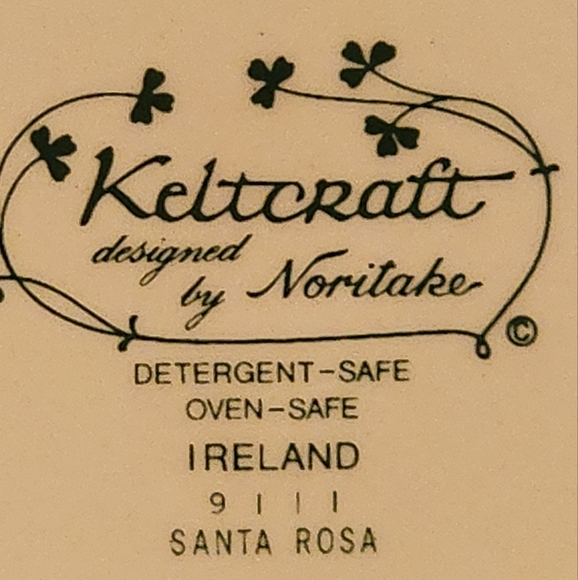 Keltcraft
designed
by Noritake
©
DETERGENT-SAFE
OVEN-SAFE
IRELAND
9111
SANTA ROSA